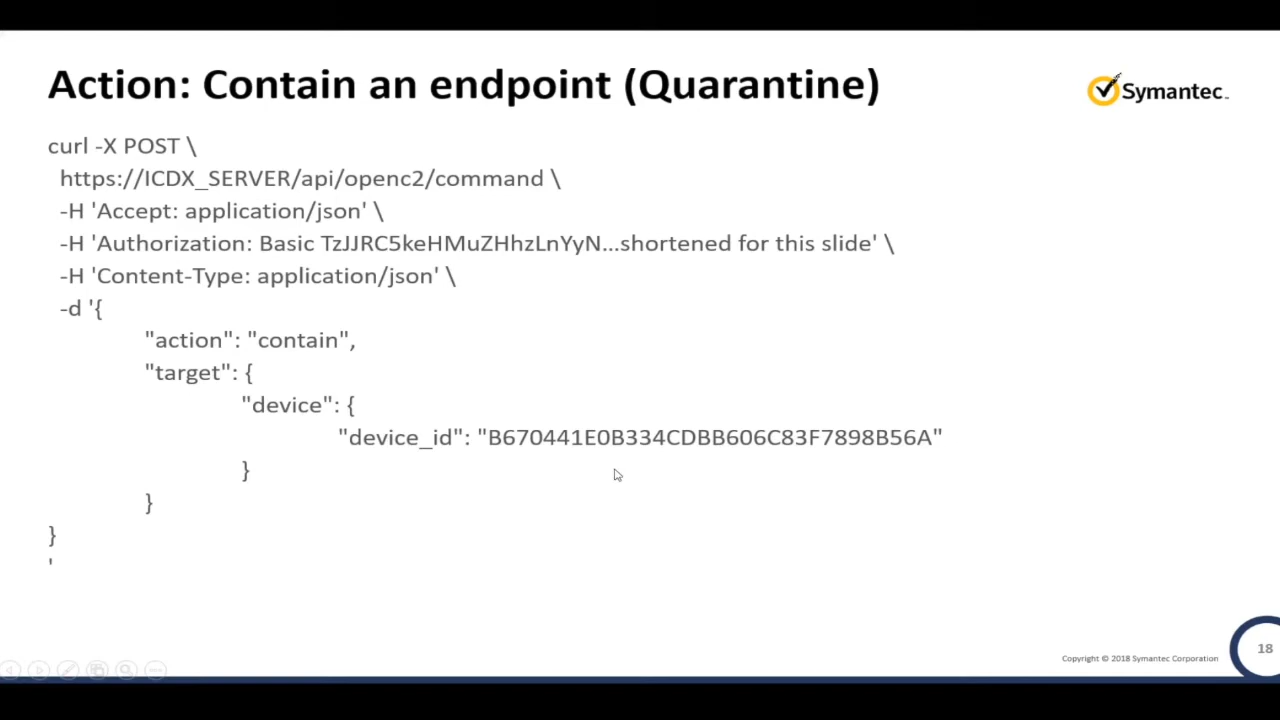 Action: Contain an endpoint (Quarantine)
Symantec™
curl -X POST \
https://ICDX_SERVER/api/openc2/command \
-H 'Accept: application/json' \
-H 'Authorization: Basic TzJJRC5keHMuZHhzLnYyN...shortened for this slide' \
-H 'Content-Type: application/json' \
-d '{
"action": "contain",
"target": {
"device": {
"device_id": "B670441E0B334CDBB606C83F7898B56A"
}
}
}
'
Copyright © 2018 Symantec Corporation
18